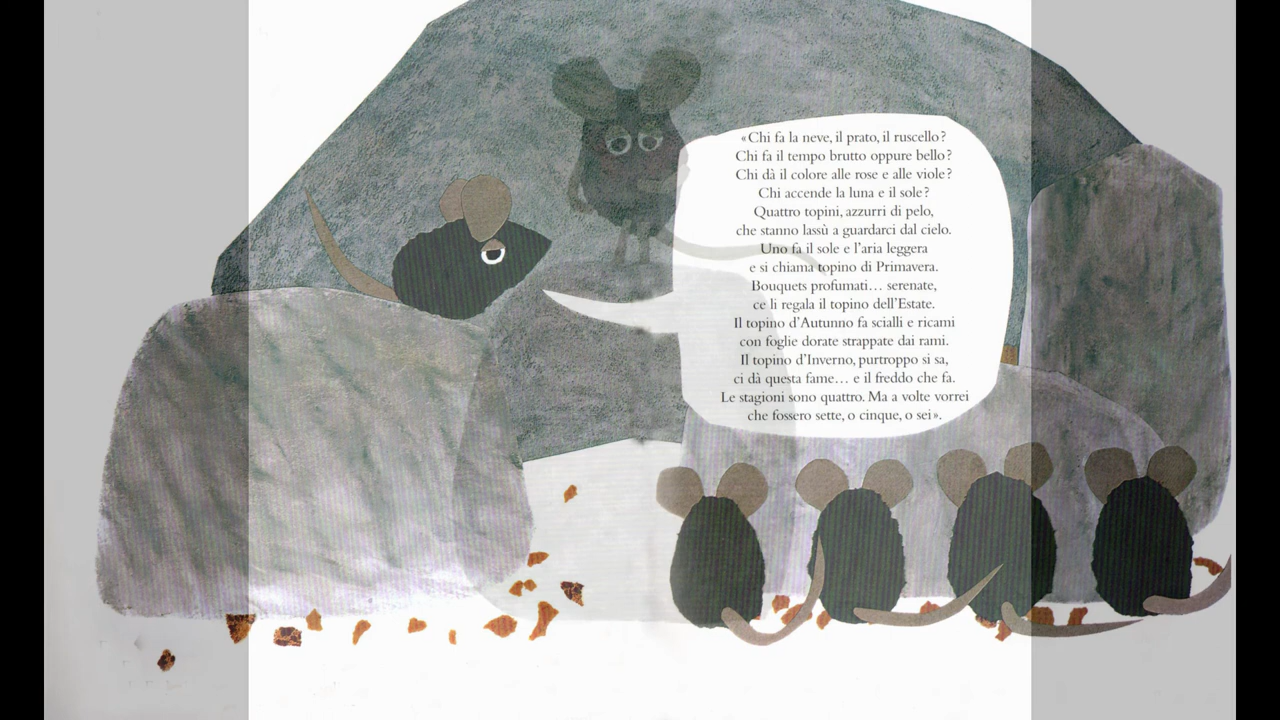 «Chi fa la neve, il prato, il ruscello?
Chi fa il tempo brutto oppure bello?
Chi dà il colore alle rose e alle viole?
Chi accende la luna e il sole?
Quattro topini, azzurri di pelo,
che stanno lassù a guardarci dal cielo.
Uno fa il sole e l'aria leggera
e si chiama topino di Primavera.
Bouquets profumati… serenate,
ce li regala il topino dell'Estate.
Il topino d'Autunno fa scialli e ricami
con foglie dorate strappate dai rami.
Il topino d'Inverno, purtroppo si sa,
ci dà questa fame… e il freddo che fa.
Le stagioni sono quattro. Ma a volte vorrei
che fossero sette, o cinque, o sei».